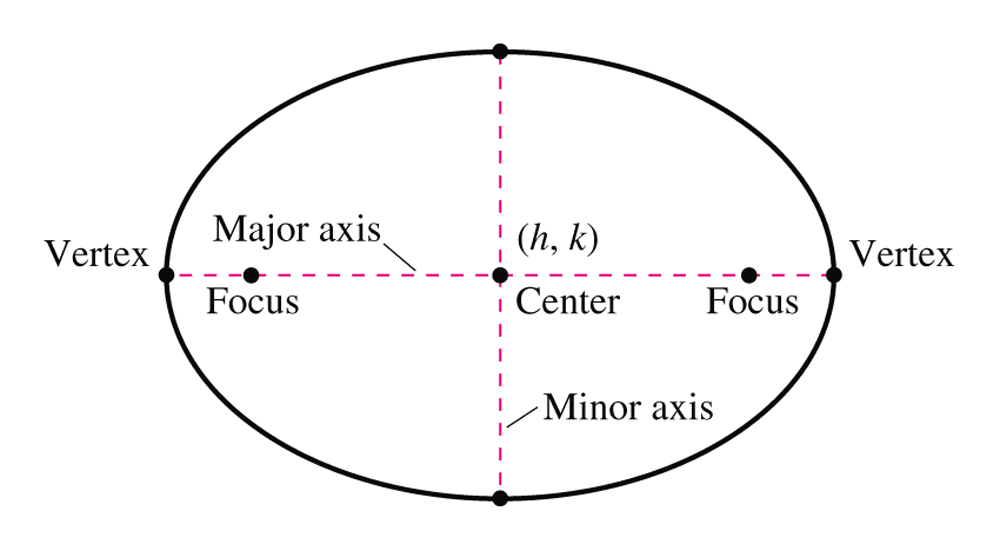 Major axis
(h, k)
Vertex
Vertex
Focus
Center
Focus
Minor axis